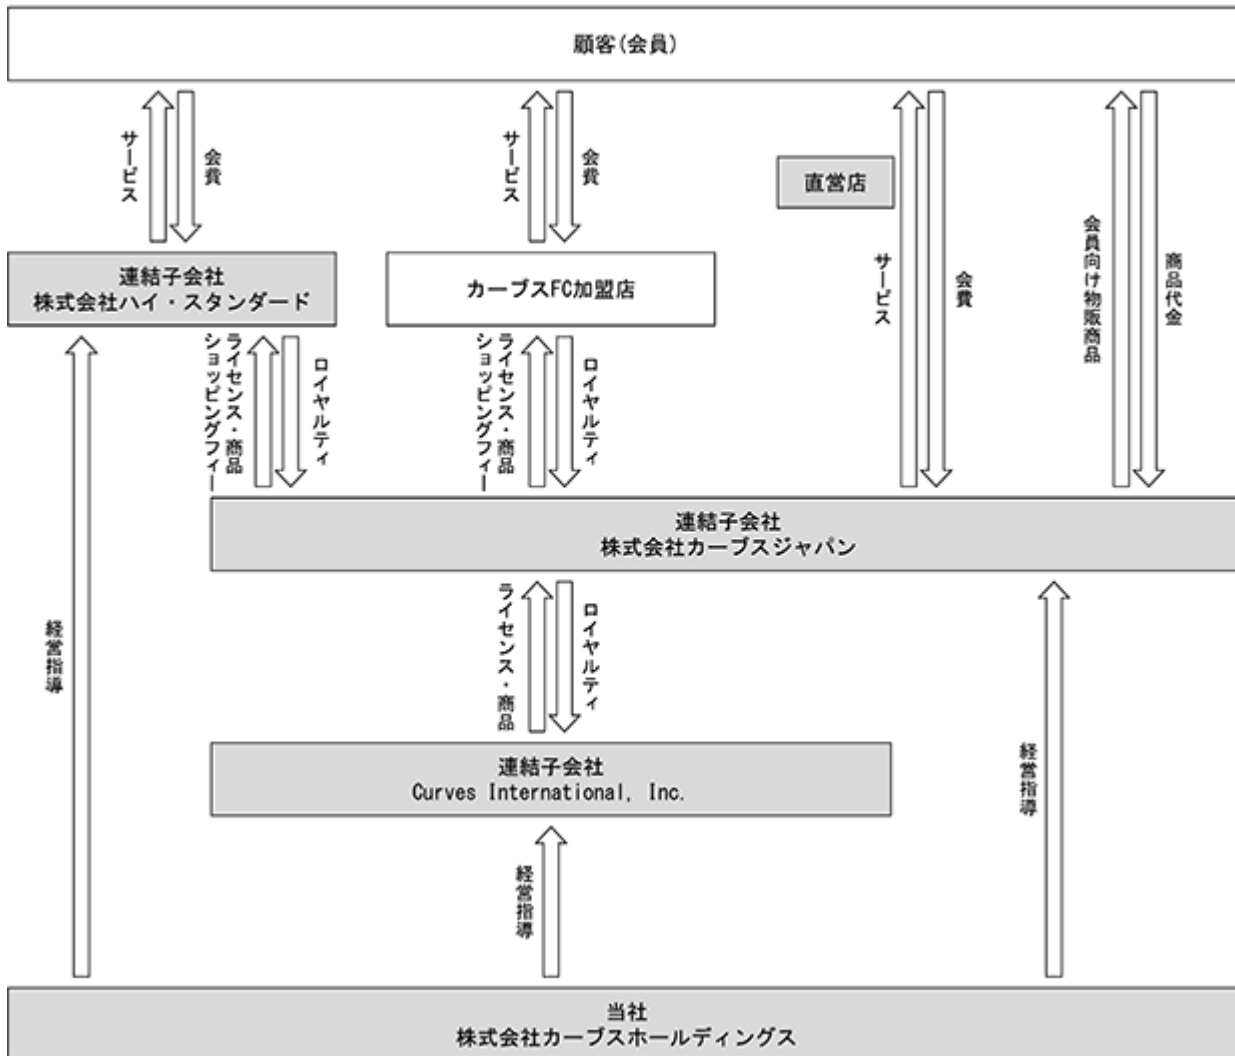 顧客(会員)
サービス
会費
サービス
会費
直営店
サービス
会費
会員向け物販商品
商品代金
連結子会社
株式会社ハイ・スタンダード
カーブスFC加盟店
ライセンス・商品
ショッピングフィー
ロイヤルティ
ライセンス・商品
ショッピングフィー
ロイヤルティ
連結子会社
株式会社カーブスジャパン
経営指導
ライセンス・商品
ロイヤルティ
経営指導
連結子会社
Curves International, Inc.
経営指導
当社
株式会社カーブスホールディングス